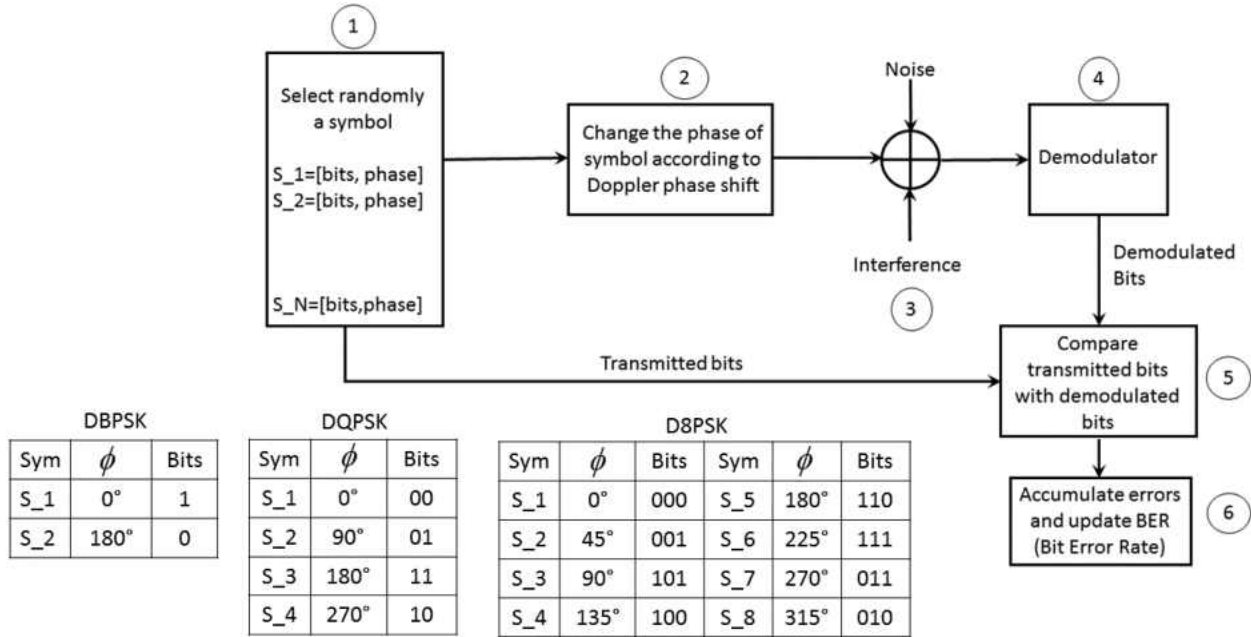 1
Select randomly
a symbol
S_1=[bits, phase]
S_2=[bits, phase]
S_N=[bits,phase]
2
Change the phase of
symbol according to
Doppler phase shift
Noise
Interference
3
4
Demodulator
Demodulated
Bits
Transmitted bits
Compare
transmitted bits
with demodulated
bits
5
Accumulate errors
and update BER
(Bit Error Rate)
6
DBPSK
Sym ϕ Bits
S_1 0° 1
S_2 180° 0
DQPSK
Sym ϕ Bits
S_1 0° 00
S_2 90° 01
S_3 180° 11
S_4 270° 10
D8PSK
Sym ϕ Bits Sym ϕ Bits
S_1 0° 000 S_5 180° 110
S_2 45° 001 S_6 225° 111
S_3 90° 101 S_7 270° 011
S_4 135° 100 S_8 315° 010